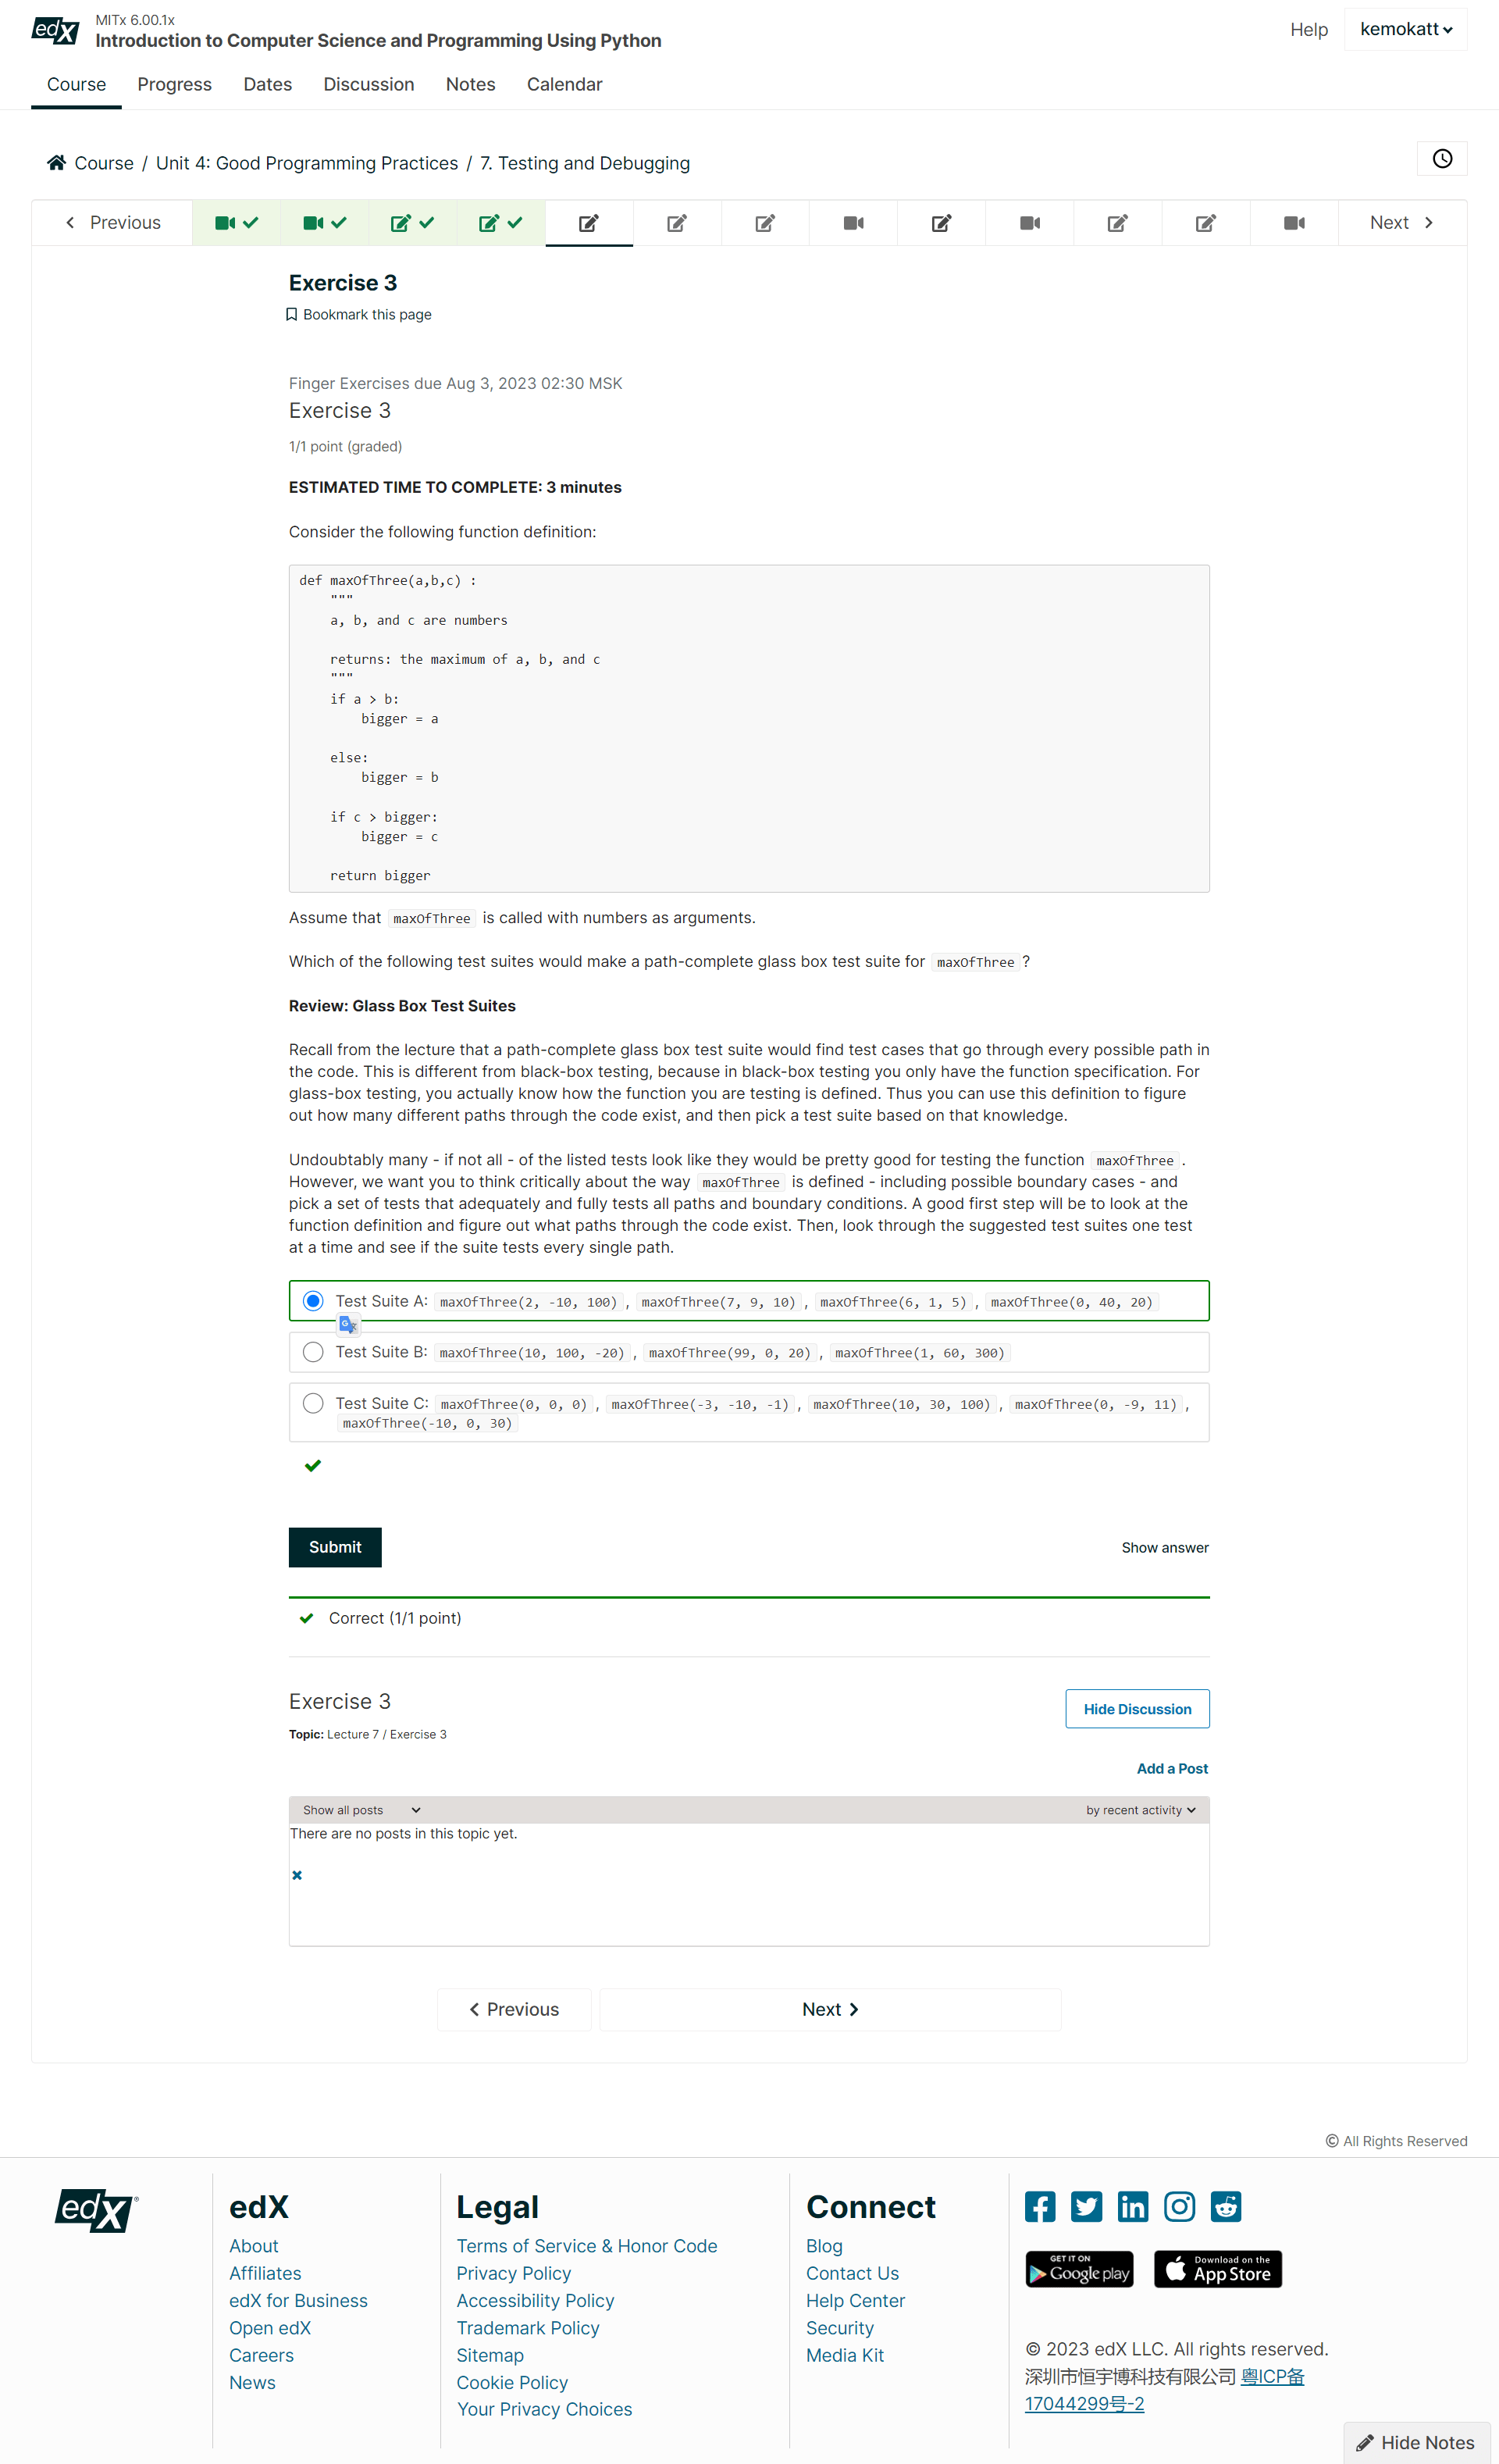 edX
MITx 6.00.1x
Introduction to Computer Science and Programming Using Python
Help
kemokatt
Course
Progress
Dates
Discussion
Notes
Calendar
Course / Unit 4: Good Programming Practices / 7. Testing and Debugging
Previous
Next
Exercise 3
Bookmark this page
Finger Exercises due Aug 3, 2023 02:30 MSK
Exercise 3
1/1 point (graded)
ESTIMATED TIME TO COMPLETE: 3 minutes
Consider the following function definition:
def maxOfThree(a,b,c) :
    """
    a, b, and c are numbers

    returns: the maximum of a, b, and c
    """
    if a > b:
        bigger = a

    else:
        bigger = b

    if c > bigger:
        bigger = c

    return bigger
Assume that maxOfThree is called with numbers as arguments.
Which of the following test suites would make a path-complete glass box test suite for maxOfThree ?
Review: Glass Box Test Suites
Recall from the lecture that a path-complete glass box test suite would find test cases that go through every possible path in
the code. This is different from black-box testing, because in black-box testing you only have the function specification. For
glass-box testing, you actually know how the function you are testing is defined. Thus you can use this definition to figure
out how many different paths through the code exist, and then pick a test suite based on that knowledge.
Undoubtably many - if not all - of the listed tests look like they would be pretty good for testing the function maxOfThree .
However, we want you to think critically about the way maxOfThree is defined - including possible boundary cases - and
pick a set of tests that adequately and fully tests all paths and boundary conditions. A good first step will be to look at the
function definition and figure out what paths through the code exist. Then, look through the suggested test suites one test
at a time and see if the suite tests every single path.
Test Suite A: maxOfThree(2, -10, 100) , maxOfThree(7, 9, 10) , maxOfThree(6, 1, 5) , maxOfThree(0, 40, 20)
Test Suite B: maxOfThree(10, 100, -20) , maxOfThree(99, 0, 20) , maxOfThree(1, 60, 300)
Test Suite C: maxOfThree(0, 0, 0) , maxOfThree(-3, -10, -1) , maxOfThree(10, 30, 100) , maxOfThree(0, -9, 11) ,
maxOfThree(-10, 0, 30)
Submit
Show answer
Correct (1/1 point)
Exercise 3
Hide Discussion
Topic: Lecture 7 / Exercise 3
Add a Post
Show all posts
by recent activity
There are no posts in this topic yet.
Previous
Next
© All Rights Reserved
edX
edX
About
Affiliates
edX for Business
Open edX
Careers
News
Legal
Terms of Service & Honor Code
Privacy Policy
Accessibility Policy
Trademark Policy
Sitemap
Cookie Policy
Your Privacy Choices
Connect
Blog
Contact Us
Help Center
Security
Media Kit
GET IT ON
Google play
Download on the
App Store
© 2023 edX LLC. All rights reserved.
深圳市恒宇博科技有限公司 粤ICP备
17044299号-2
Hide Notes